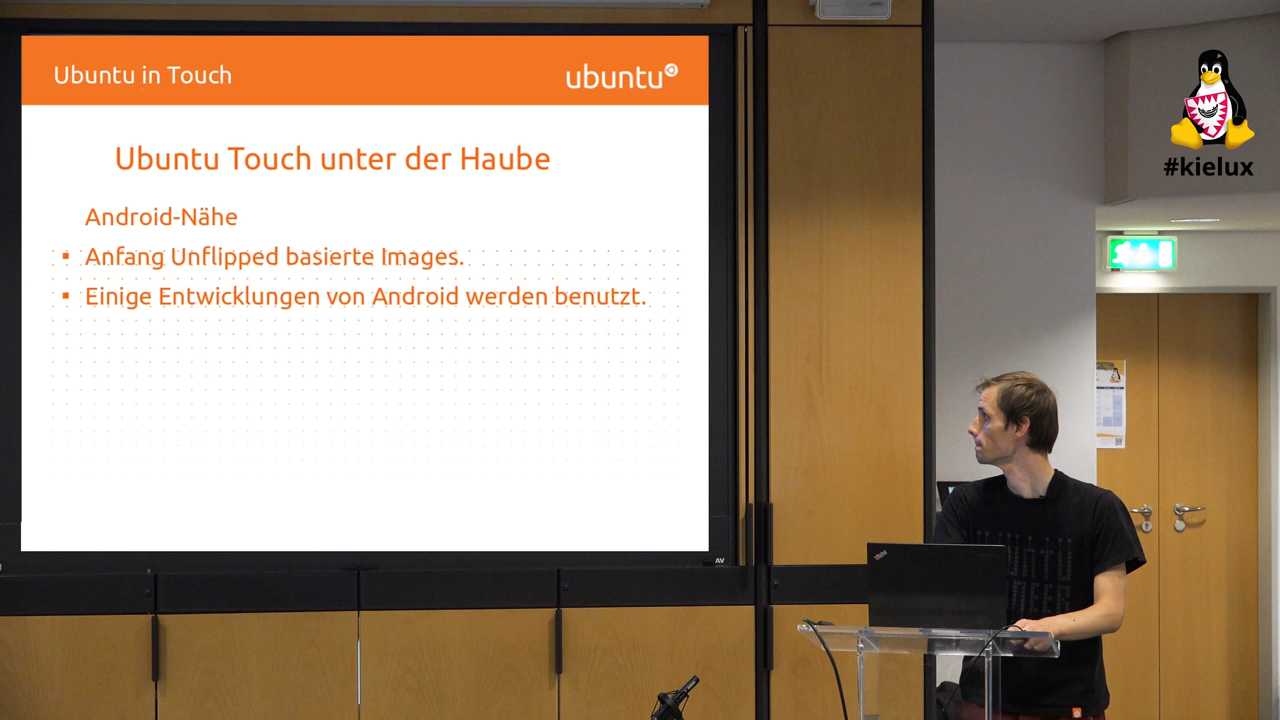 Ubuntu in Touch
ubuntu
Ubuntu Touch unter der Haube
Android-Nähe
Anfang Unflipped basierte Images.
Einige Entwicklungen von Android werden benutzt.
#kielux
AV